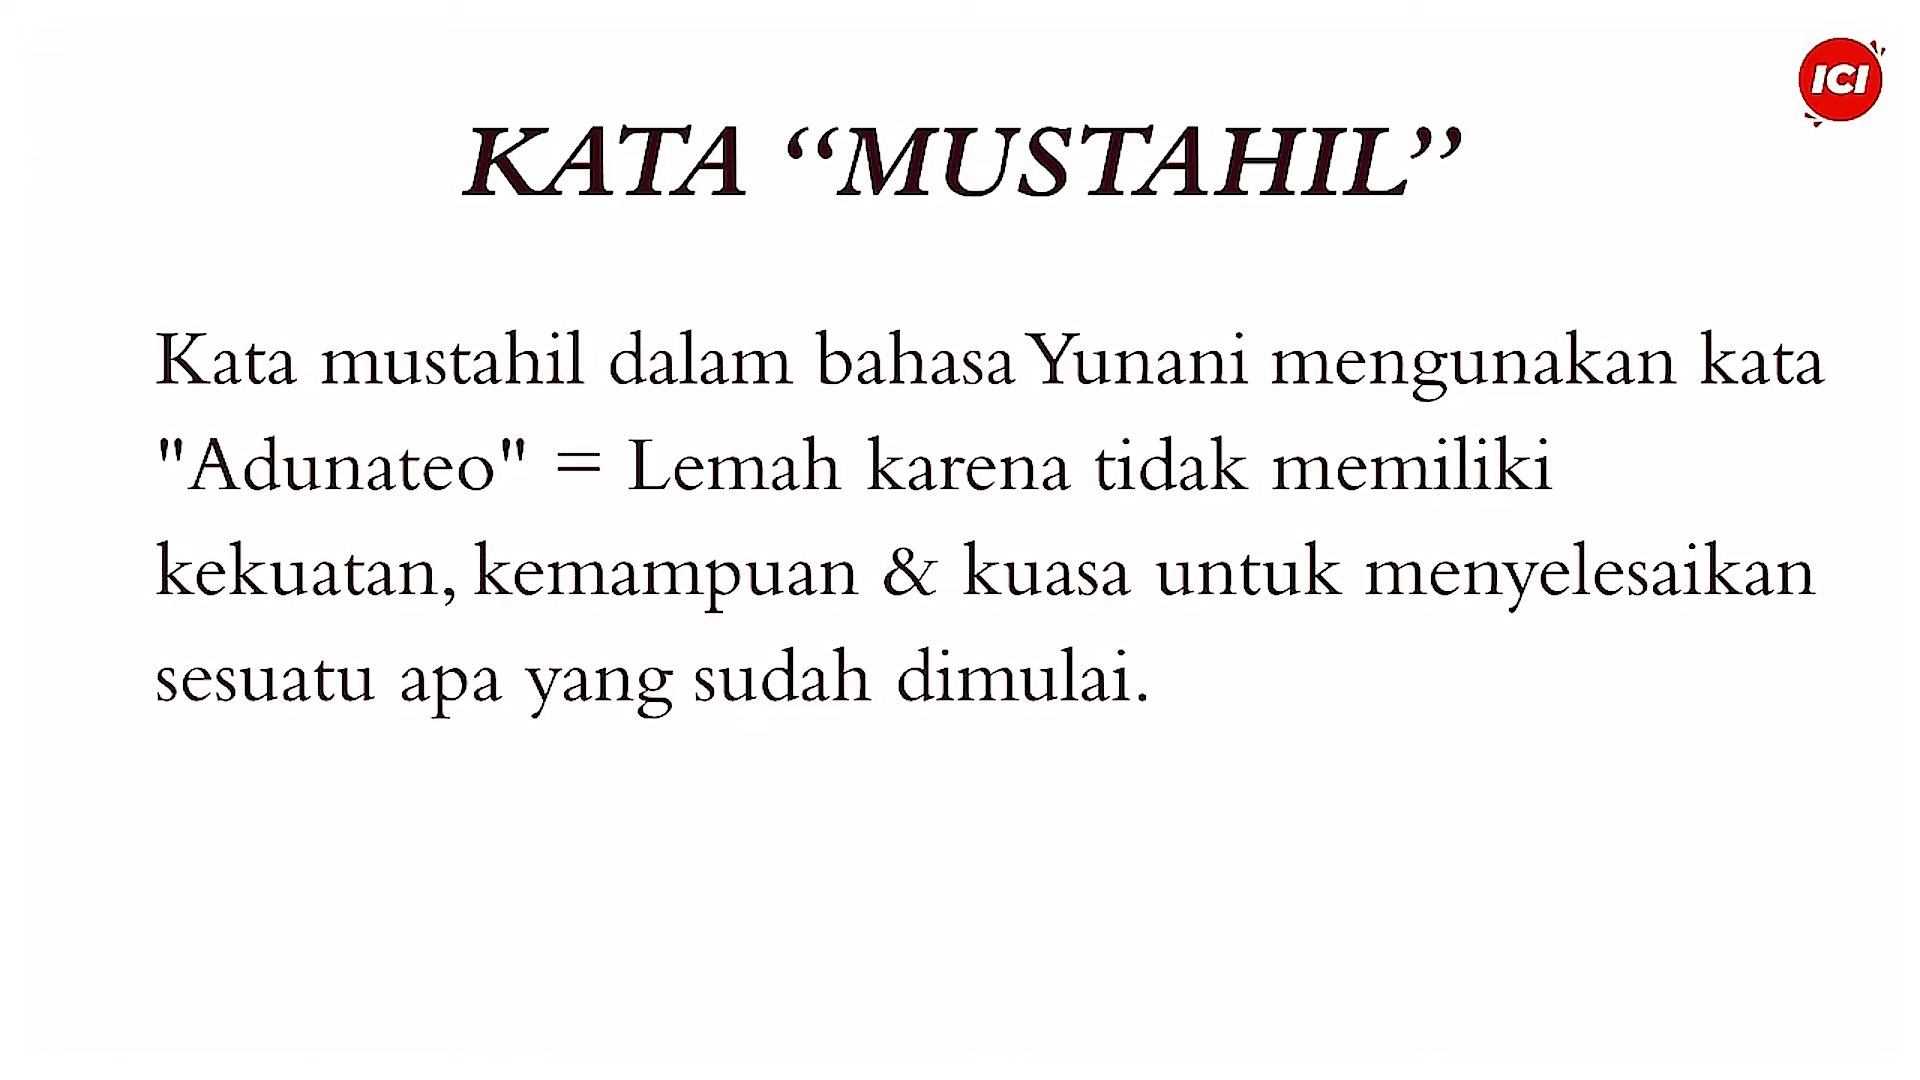 ICI
KATA “MUSTAHIL”
Kata mustahil dalam bahasa Yunani mengunakan kata
"Adunateo" = Lemah karena tidak memiliki
kekuatan, kemampuan & kuasa untuk menyelesaikan
sesuatu apa yang sudah dimulai.